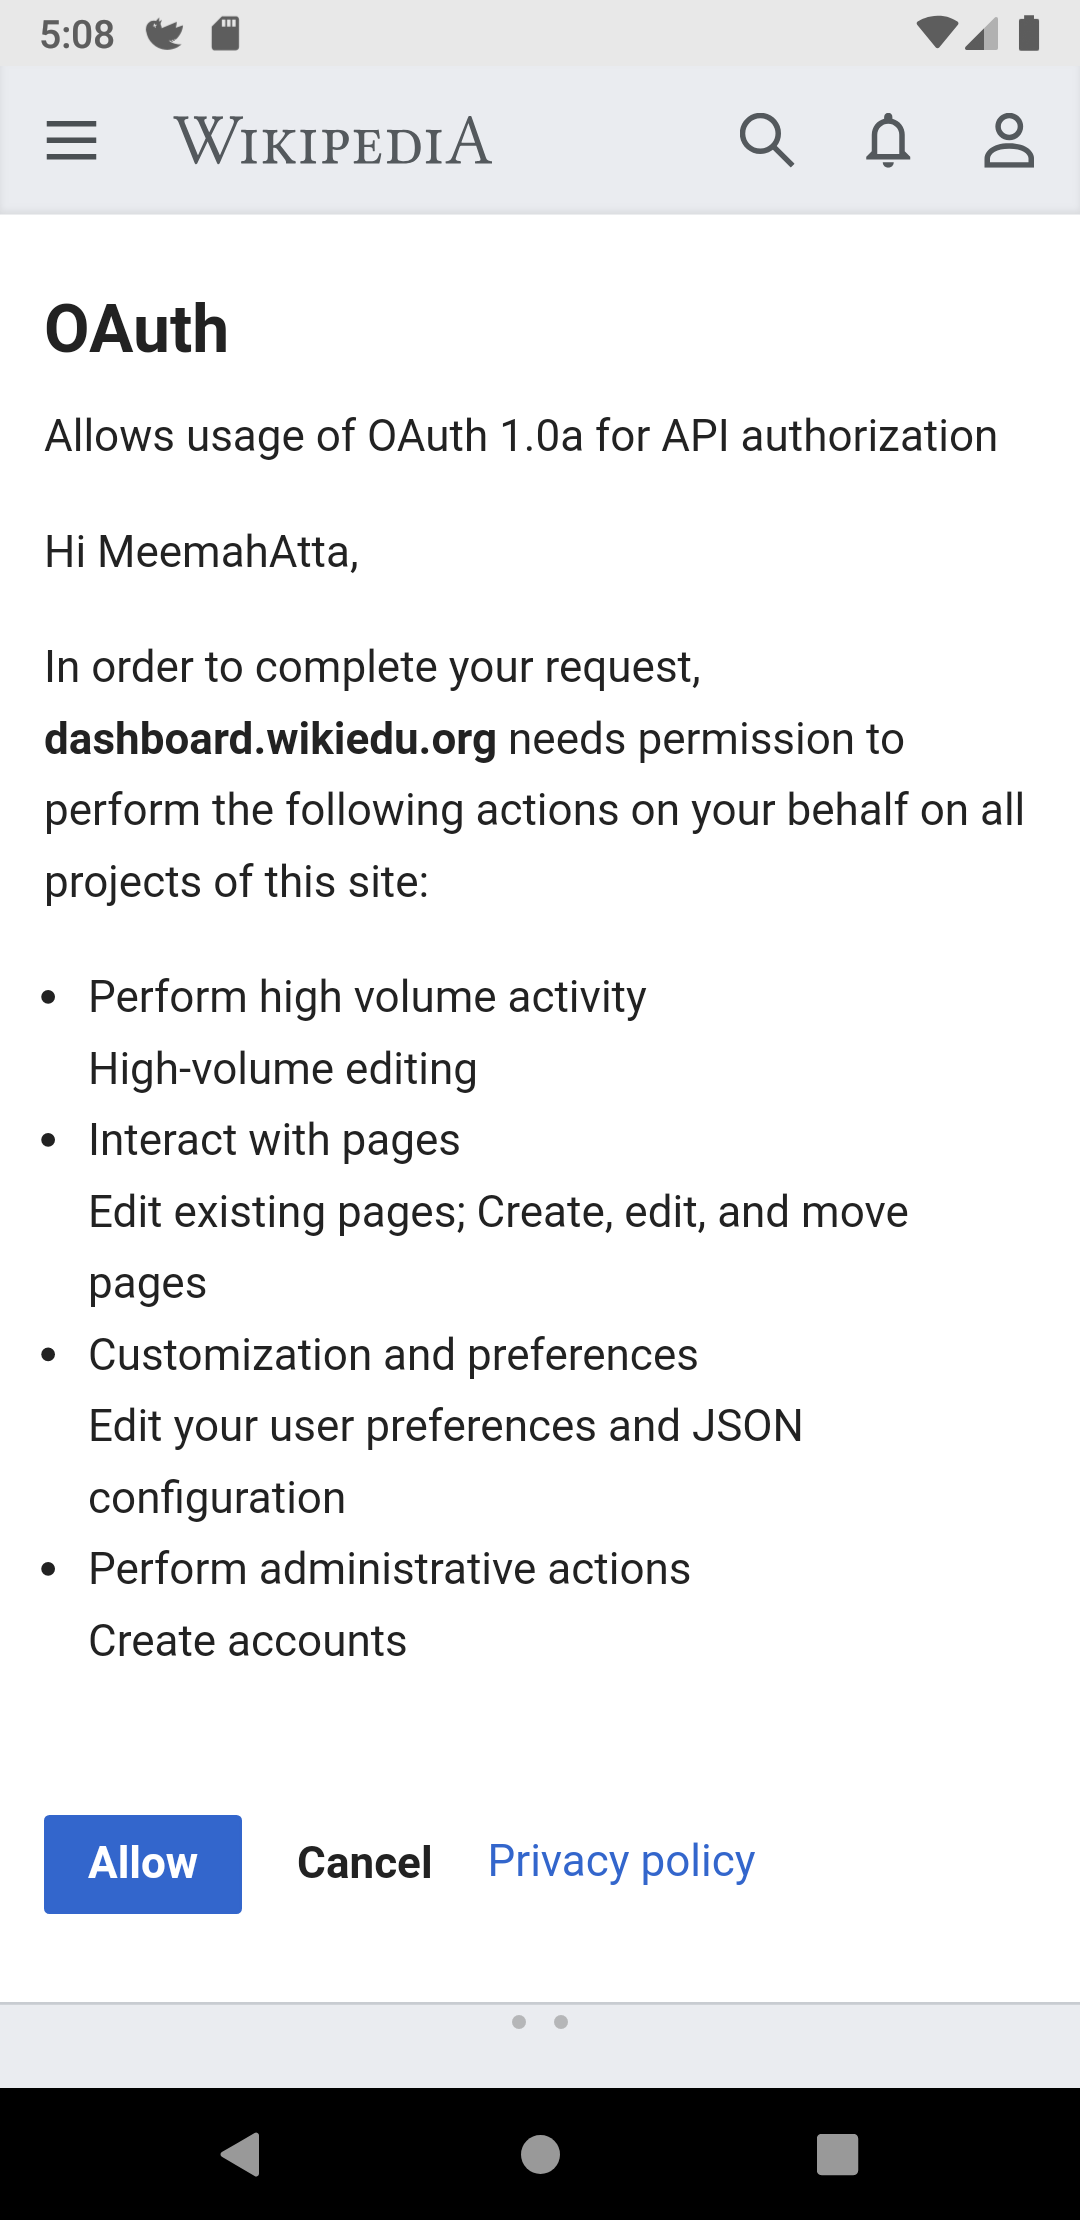 5:08
WIKIPEDIA
OAuth
Allows usage of OAuth 1.0a for API authorization
Hi MeemahAtta,
In order to complete your request,
dashboard.wikiedu.org needs permission to
perform the following actions on your behalf on all
projects of this site:
• Perform high volume activity
High-volume editing
• Interact with pages
Edit existing pages; Create, edit, and move
pages
• Customization and preferences
Edit your user preferences and JSON
configuration
• Perform administrative actions
Create accounts
Allow Cancel Privacy policy